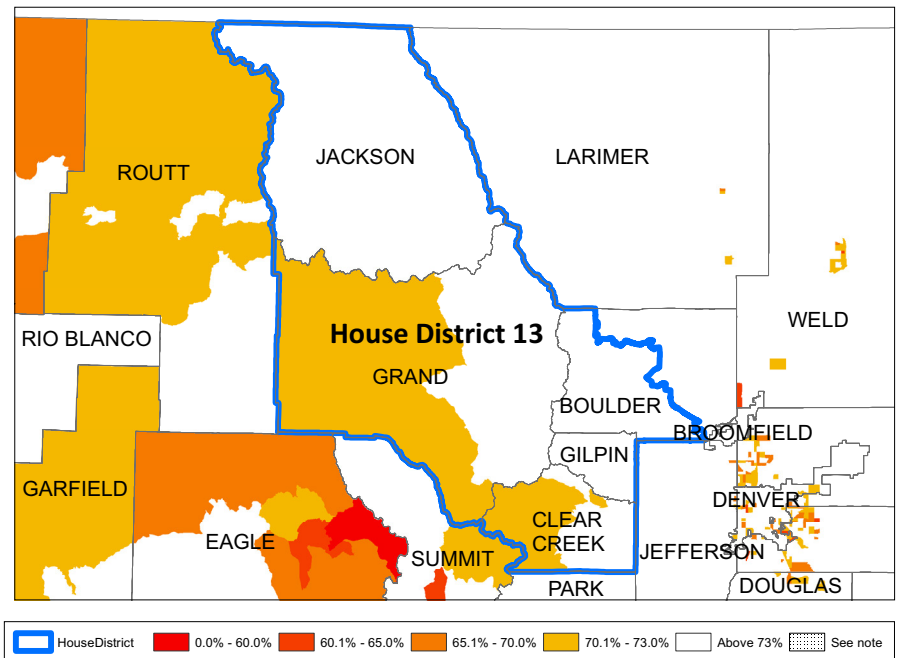 JACKSON
LARIMER
ROUTT
WELD
House District 13
RIO BLANCO
GRAND
BOULDER
BROOMFIELD
GILPIN
GARFIELD
DENVER
CLEAR
CREEK
EAGLE
SUMMIT
JEFFERSON
PARK
DOUGLAS
HouseDistrict 0.0% - 60.0% 60.1% - 65.0% 65.1% - 70.0% 70.1% - 73.0% Above 73% See note